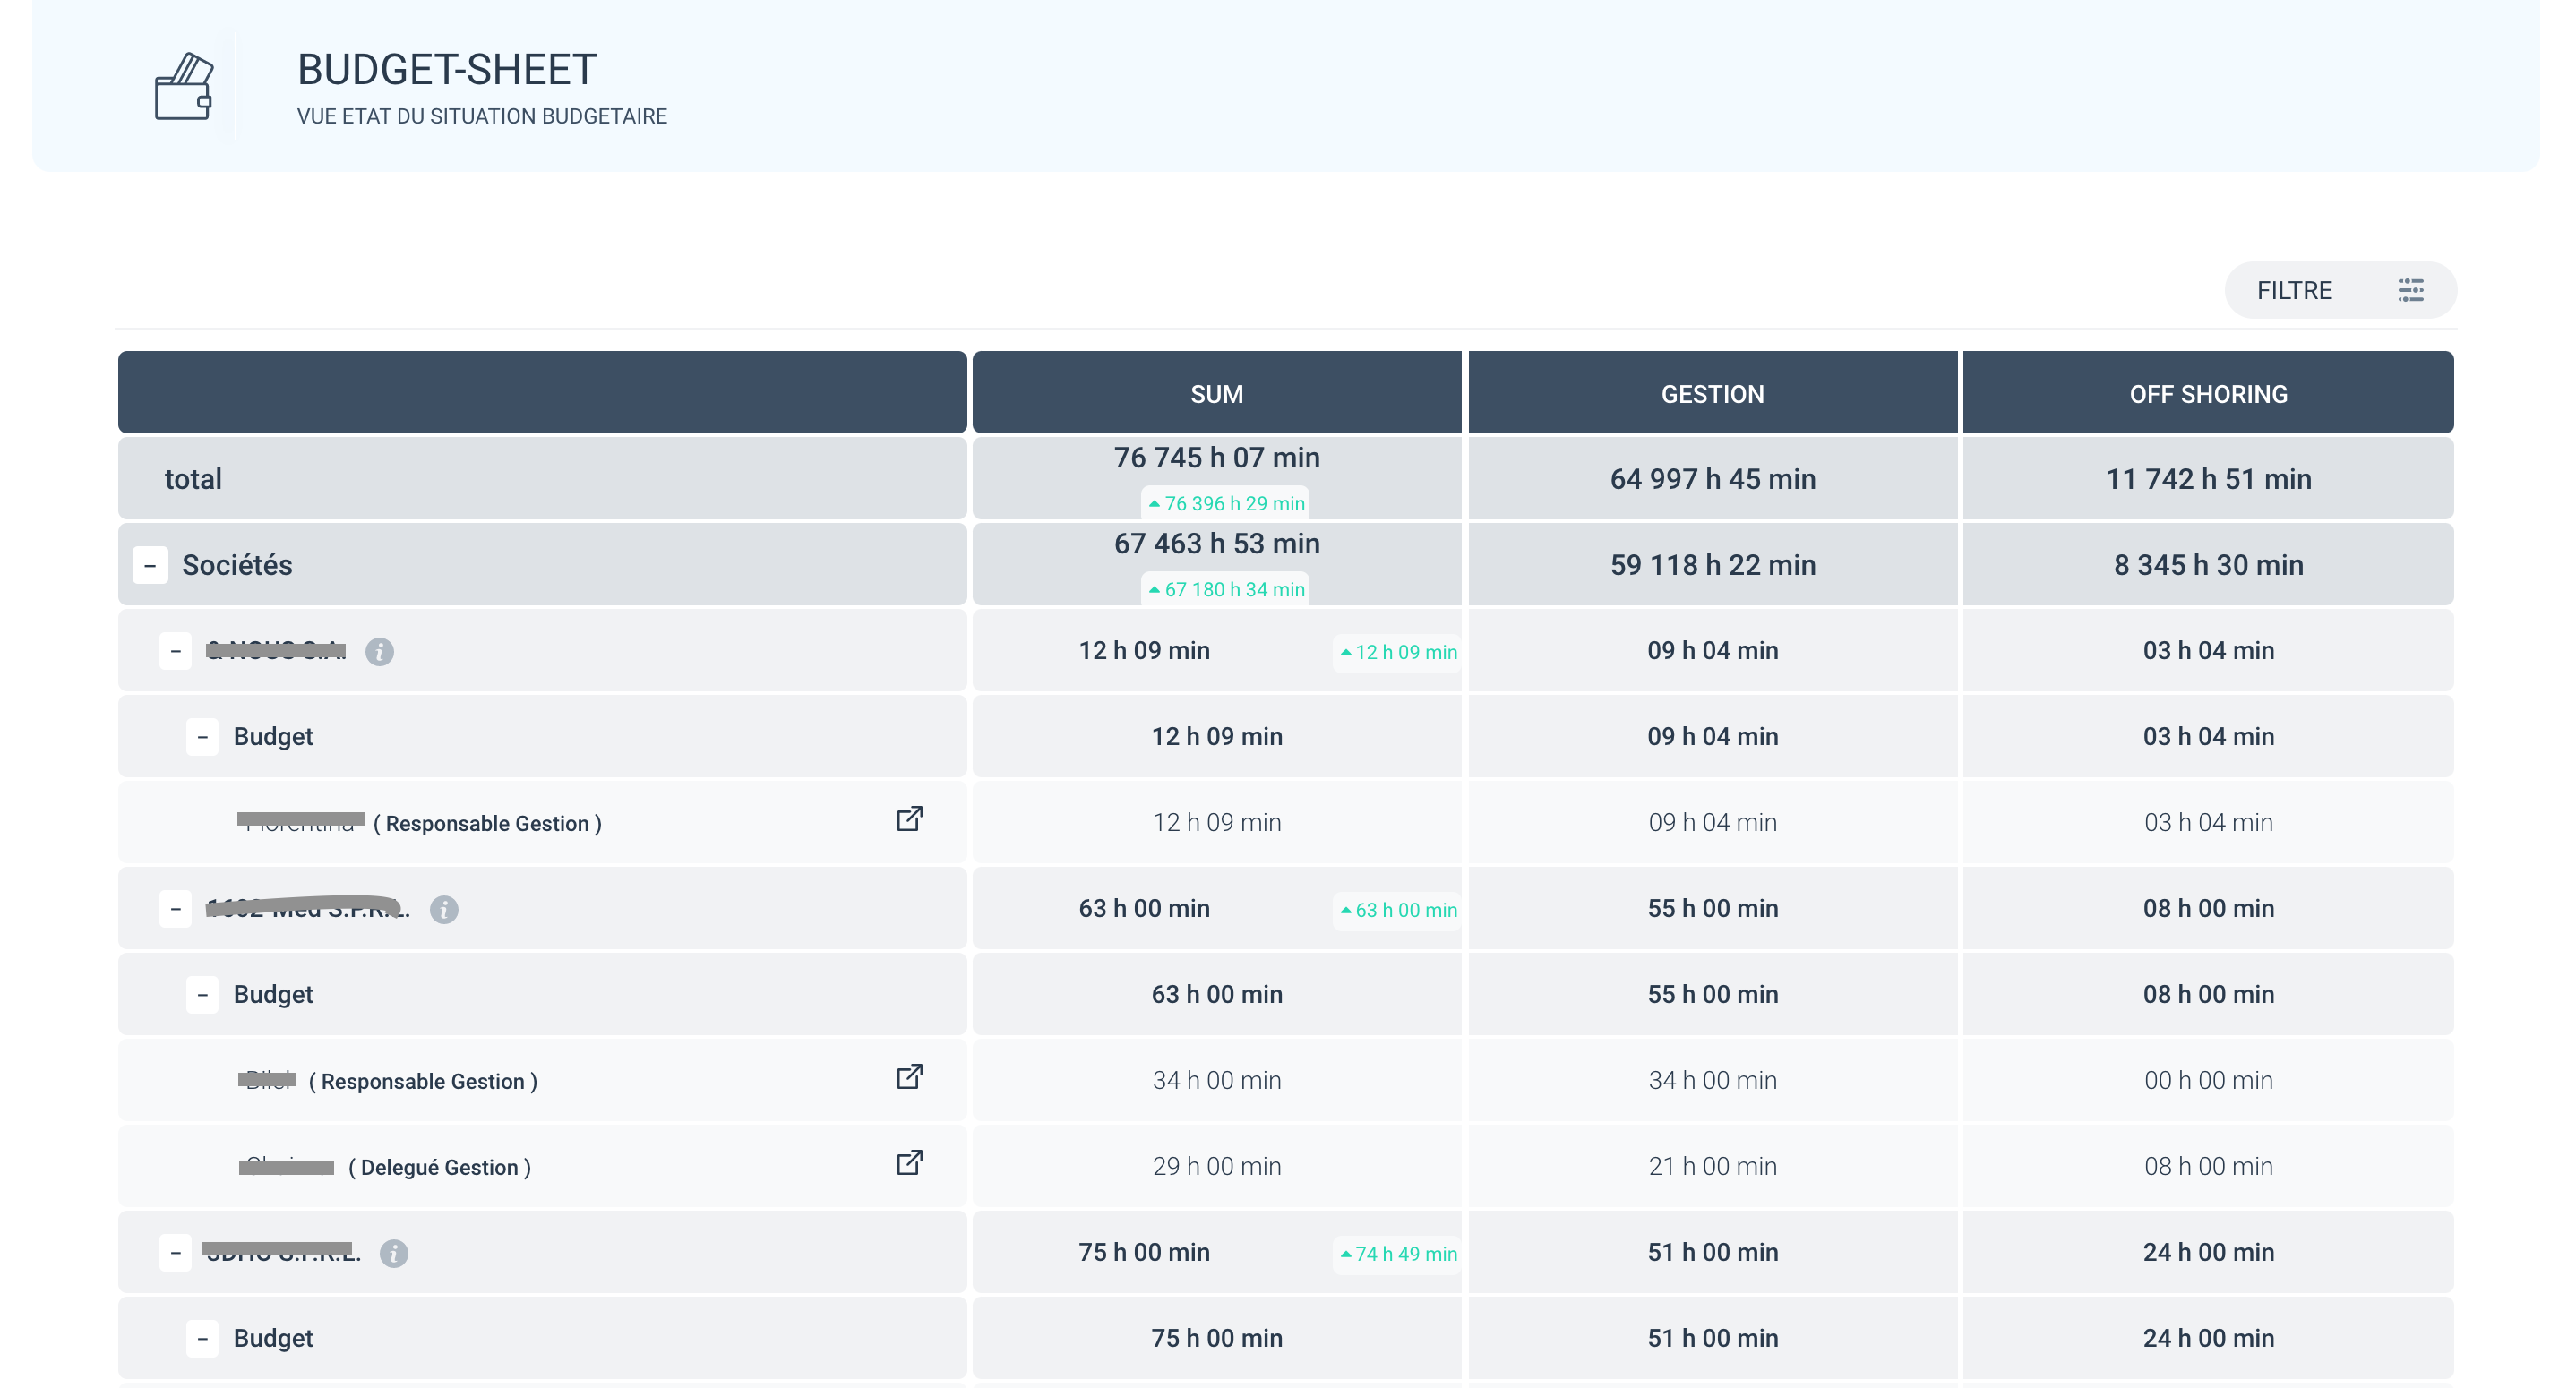 BUDGET-SHEET
VUE ETAT DU SITUATION BUDGETAIRE
FILTRE
SUM GESTION OFF SHORING
total 76 745 h 07 min 76 396 h 29 min 64 997 h 45 min 11 742 h 51 min
− Sociétés 67 463 h 53 min 67 180 h 34 min 59 118 h 22 min 8 345 h 30 min
− i 12 h 09 min 12 h 09 min 09 h 04 min 03 h 04 min
− Budget 12 h 09 min 09 h 04 min 03 h 04 min
( Responsable Gestion ) 12 h 09 min 09 h 04 min 03 h 04 min
− i 63 h 00 min 63 h 00 min 55 h 00 min 08 h 00 min
− Budget 63 h 00 min 55 h 00 min 08 h 00 min
( Responsable Gestion ) 34 h 00 min 34 h 00 min 00 h 00 min
( Delegué Gestion ) 29 h 00 min 21 h 00 min 08 h 00 min
− i 75 h 00 min 74 h 49 min 51 h 00 min 24 h 00 min
− Budget 75 h 00 min 51 h 00 min 24 h 00 min